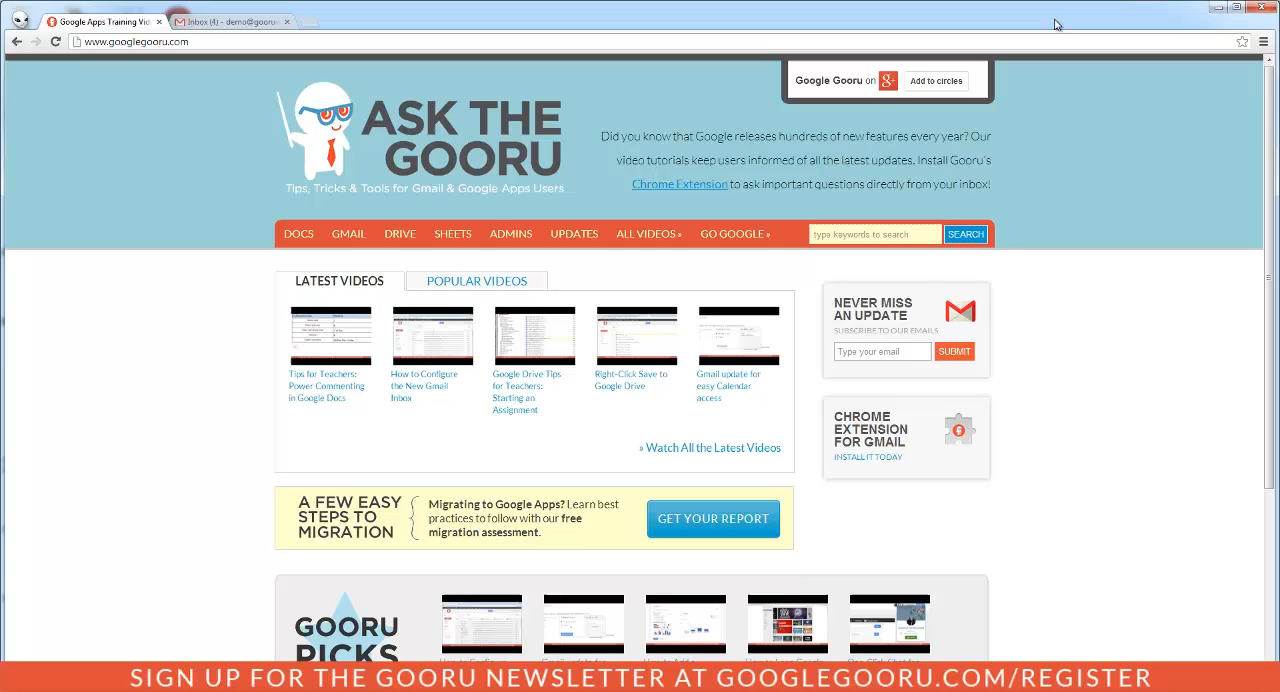 Google Apps Training Vid
Inbox (4) - demo@gooru
www.googlegooru.com
Google Gooru on g+ Add to circles
ASK THE
GOORU
Tips, Tricks & Tools for Gmail & Google Apps Users
Did you know that Google releases hundreds of new features every year? Our
video tutorials keep users informed of all the latest updates. Install Gooru's
Chrome Extension to ask important questions directly from your inbox!
DOCS GMAIL DRIVE SHEETS ADMINS UPDATES ALL VIDEOS » GO GOOGLE » type keywords to search SEARCH
LATEST VIDEOS POPULAR VIDEOS
Tips for Teachers:
Power Commenting
in Google Docs
How to Configure
the New Gmail
Inbox
Google Drive Tips
for Teachers:
Starting an
Assignment
Right-Click Save to
Google Drive
Gmail update for
easy Calendar
access
» Watch All the Latest Videos
NEVER MISS
AN UPDATE
SUBSCRIBE TO OUR EMAILS
Type your email SUBMIT
CHROME
EXTENSION
FOR GMAIL
INSTALL IT TODAY
A FEW EASY
STEPS TO
MIGRATION
Migrating to Google Apps? Learn best
practices to follow with our free
migration assessment.
GET YOUR REPORT
GOORU
PICKS
SIGN UP FOR THE GOORU NEWSLETTER AT GOOGLEGOORU.COM/REGISTER